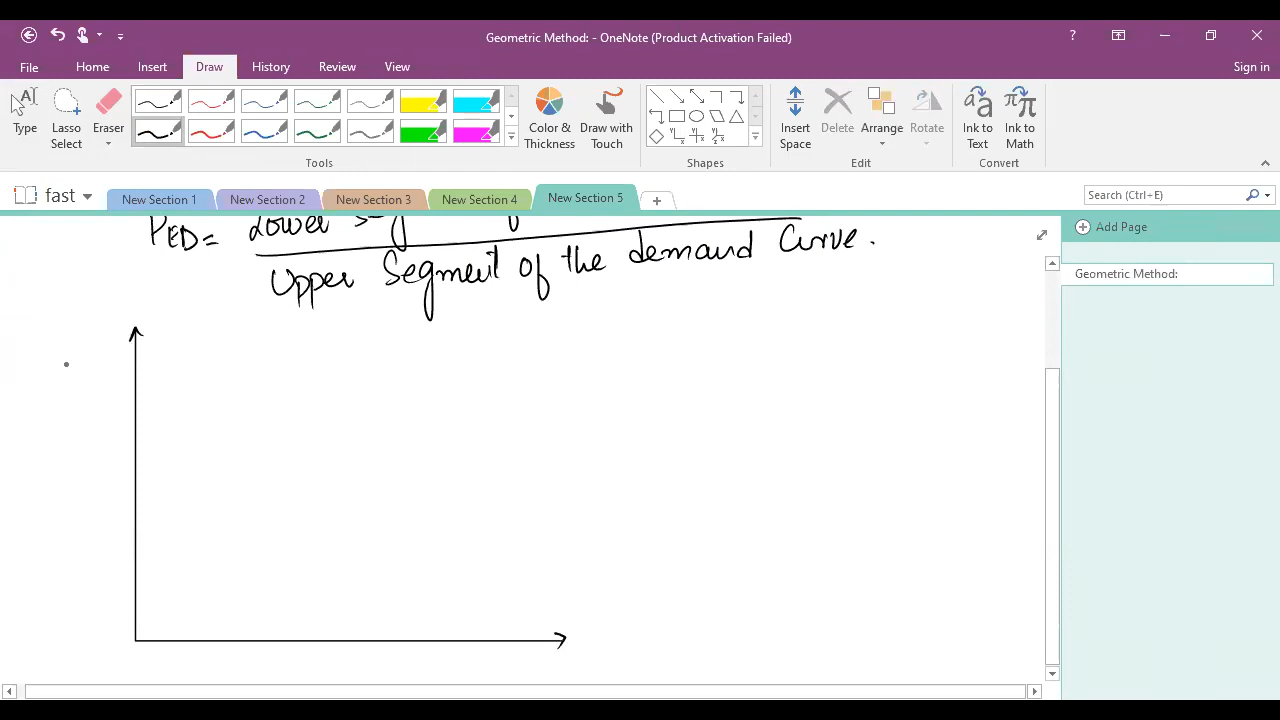 Geometric Method: - OneNote (Product Activation Failed)
?
File Home Insert Draw History Review View Sign in
Type Lasso Select Eraser Color & Thickness Draw with Touch Insert Space Delete Arrange Rotate Ink to Text Ink to Math
Tools Shapes Edit Convert
fast New Section 1 New Section 2 New Section 3 New Section 4 New Section 5 Search (Ctrl+E)
Add Page
Geometric Method:
PED = Lower
Upper Segment of the demand Curve.